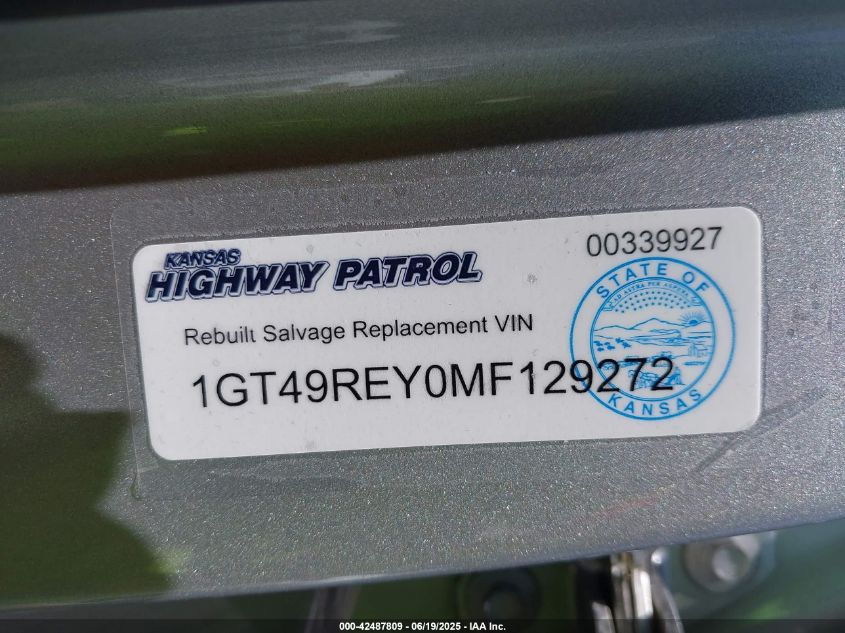 KANSAS
HIGHWAY PATROL
00339927
Rebuilt Salvage Replacement VIN
1GT49REY0MF129272
STATE OF
KANSAS
000-42487809 - 06/19/2025 - IAA Inc.